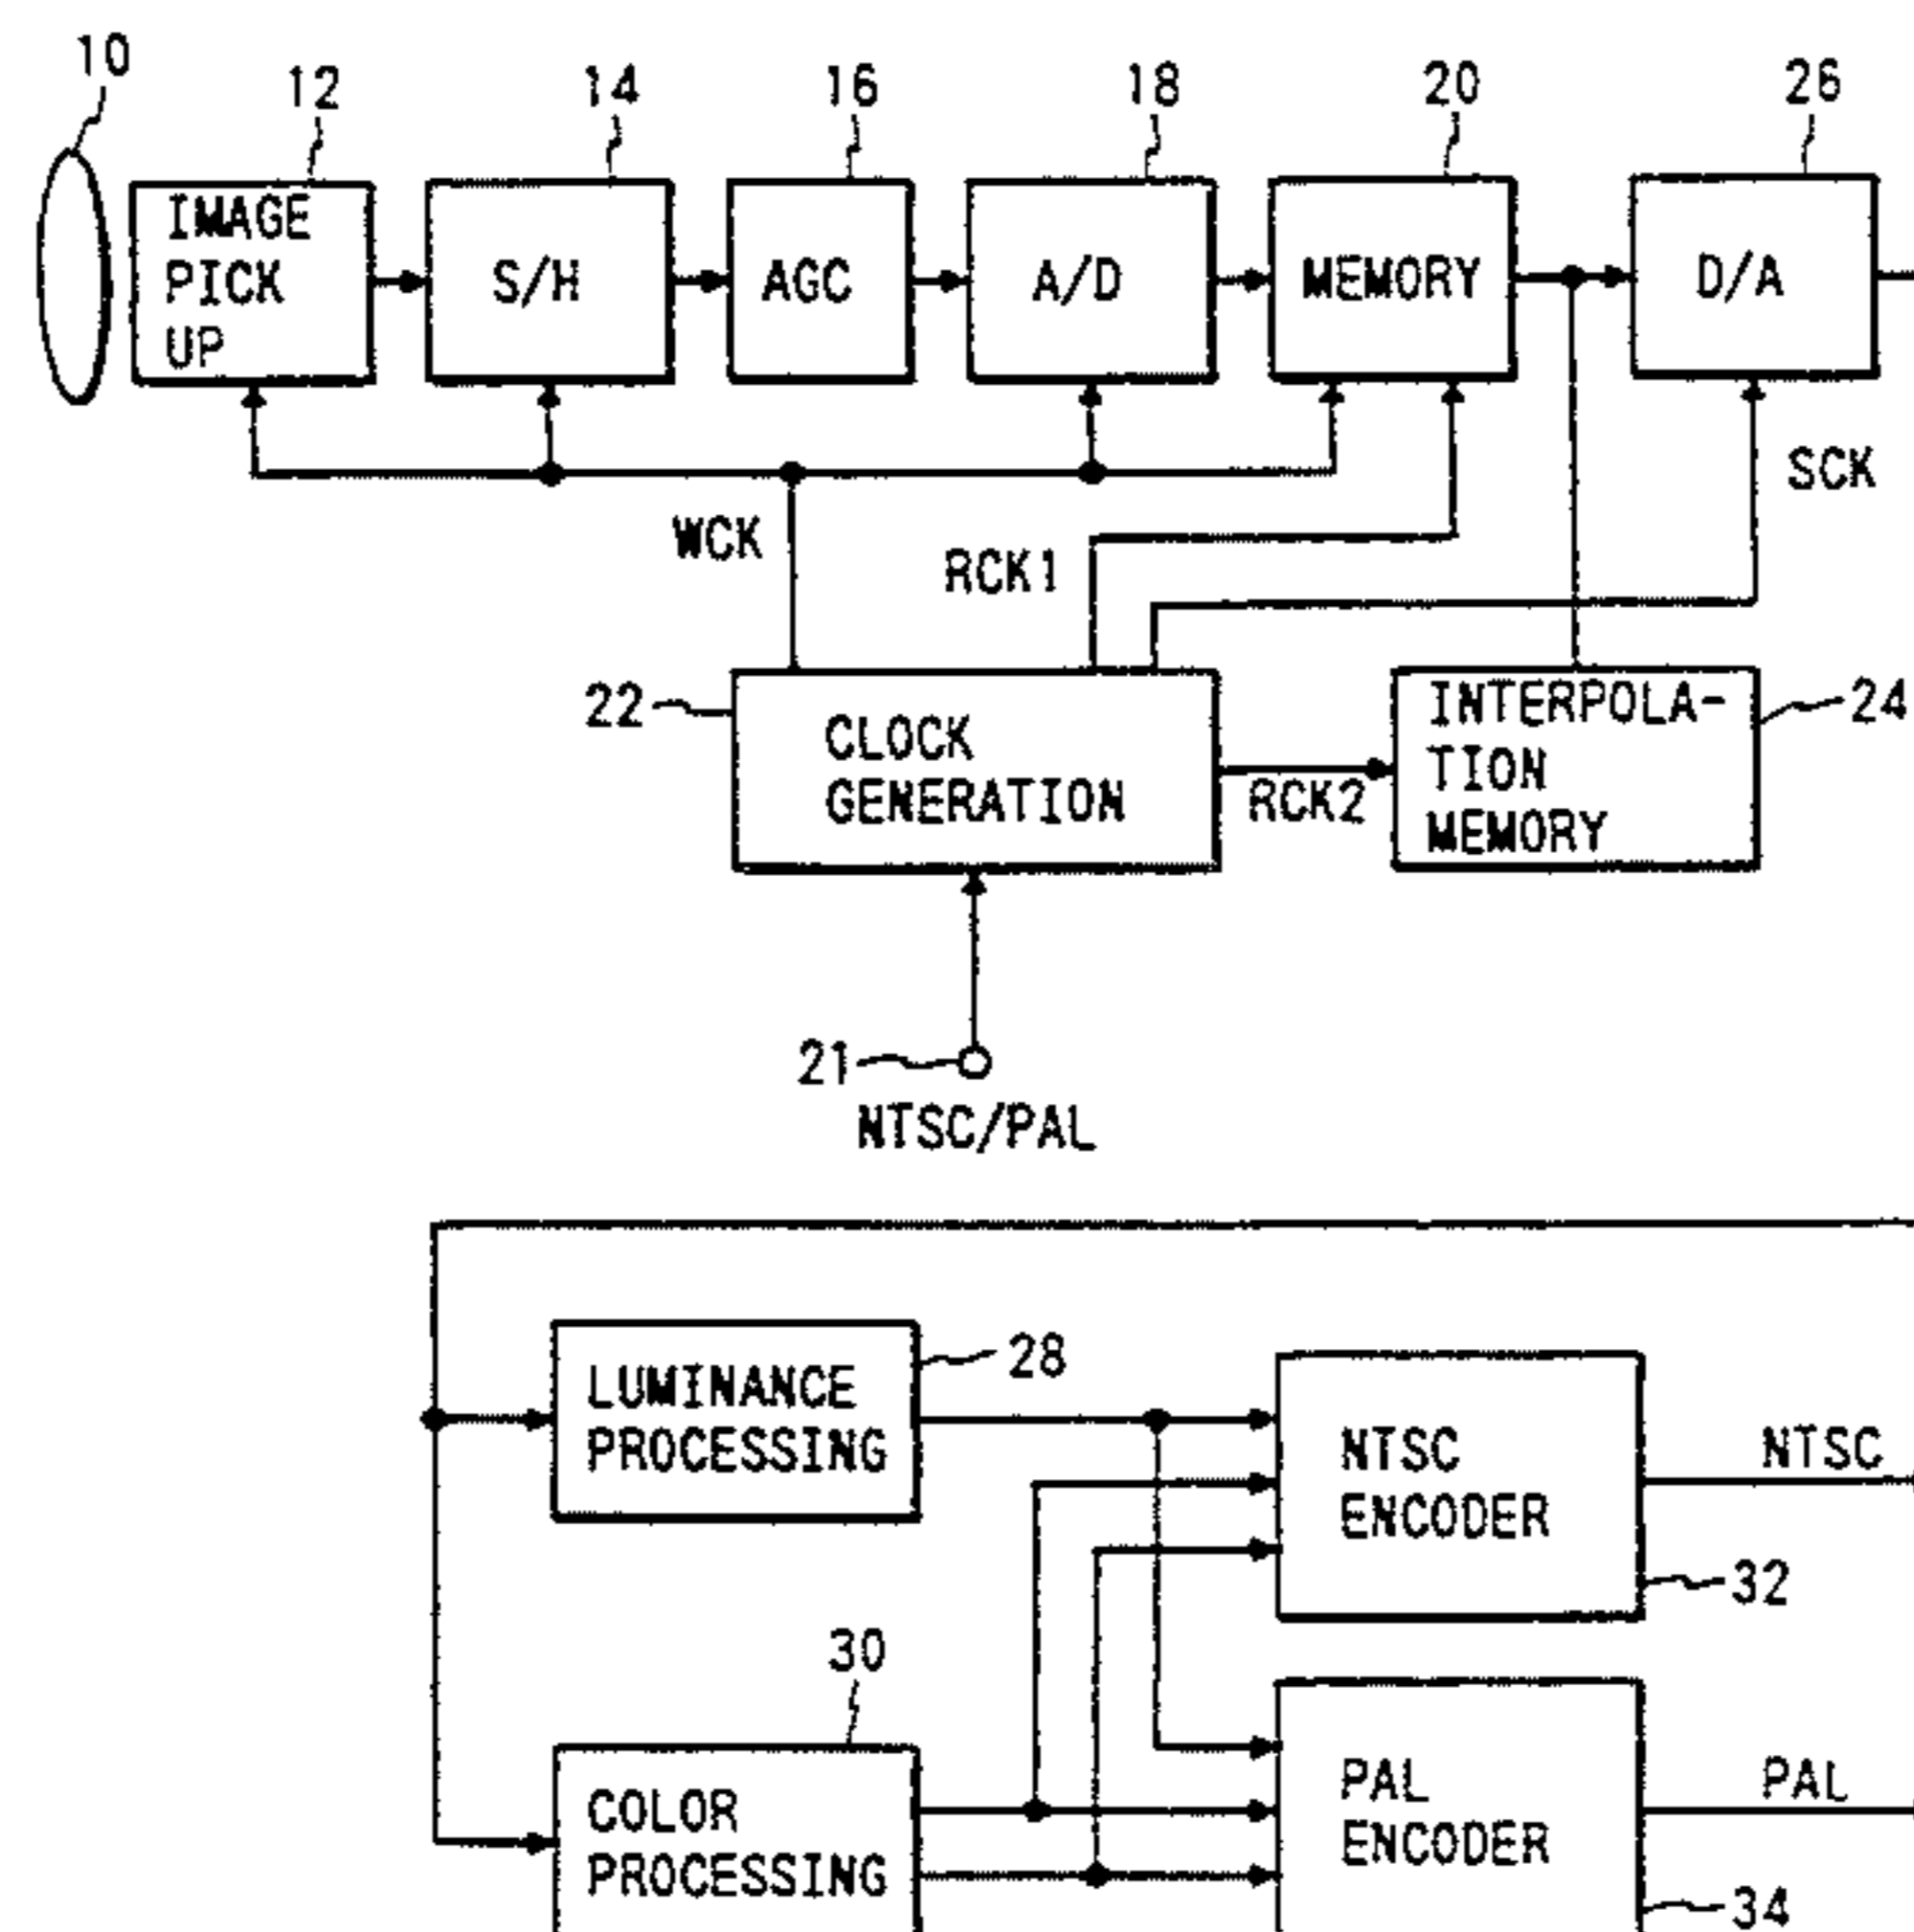 10
12
14
16
18
20
26
IMAGE
PICK
UP
S/H
AGC
A/D
MEMORY
D/A
SCK
WCK
RCK1
22
CLOCK
GENERATION
RCK2
INTERPOLA-
TION
MEMORY
24
21
NTSC/PAL
LUMINANCE
PROCESSING
28
NTSC
ENCODER
NTSC
32
30
COLOR
PROCESSING
PAL
ENCODER
PAL
34